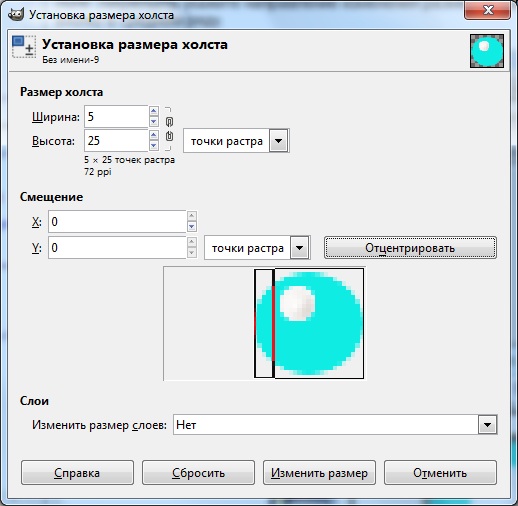 Установка размера холста
Установка размера холста
Без имени-9
Размер холста
Ширина: 5
Высота: 25 точки растра
5 × 25 точек растра
72 ppi
Смещение
X: 0
Y: 0 точки растра Отцентрировать
Слои
Изменить размер слоев: Нет
Справка Сбросить Изменить размер Отменить